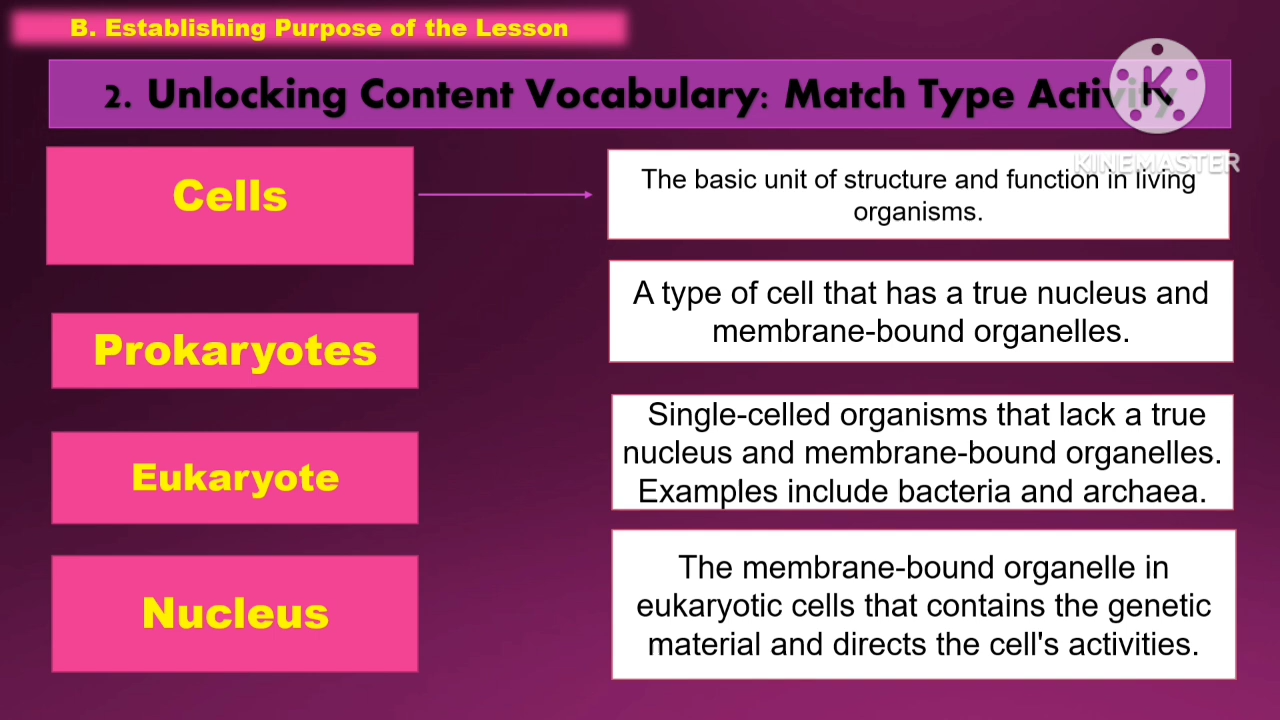 B. Establishing Purpose of the Lesson
2. Unlocking Content Vocabulary: Match Type Activity
K
KINEMASTER
Cells
The basic unit of structure and function in living
organisms.
Prokaryotes
A type of cell that has a true nucleus and
membrane-bound organelles.
Eukaryote
Single-celled organisms that lack a true
nucleus and membrane-bound organelles.
Examples include bacteria and archaea.
Nucleus
The membrane-bound organelle in
eukaryotic cells that contains the genetic
material and directs the cell's activities.